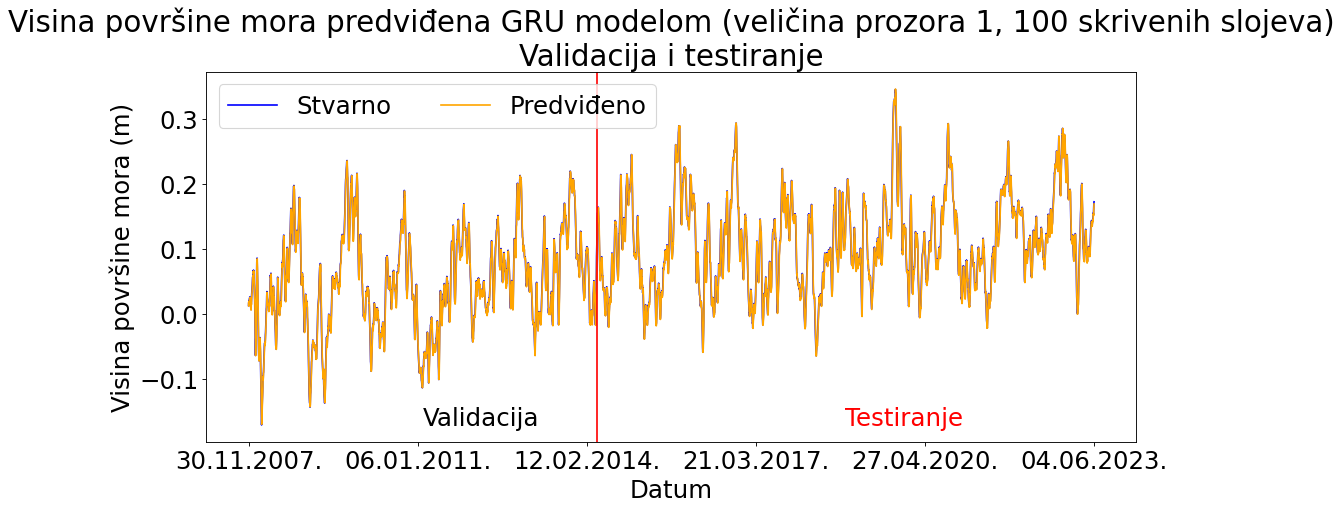 Visina površine mora predviđena GRU modelom (veličina prozora 1, 100 skrivenih slojeva)
Validacija i testiranje
Stvarno
Predviđeno
Visina površine mora (m)
0.3
0.2
0.1
0.0
−0.1
Validacija
Testiranje
30.11.2007.
06.01.2011.
12.02.2014.
21.03.2017.
27.04.2020.
04.06.2023.
Datum